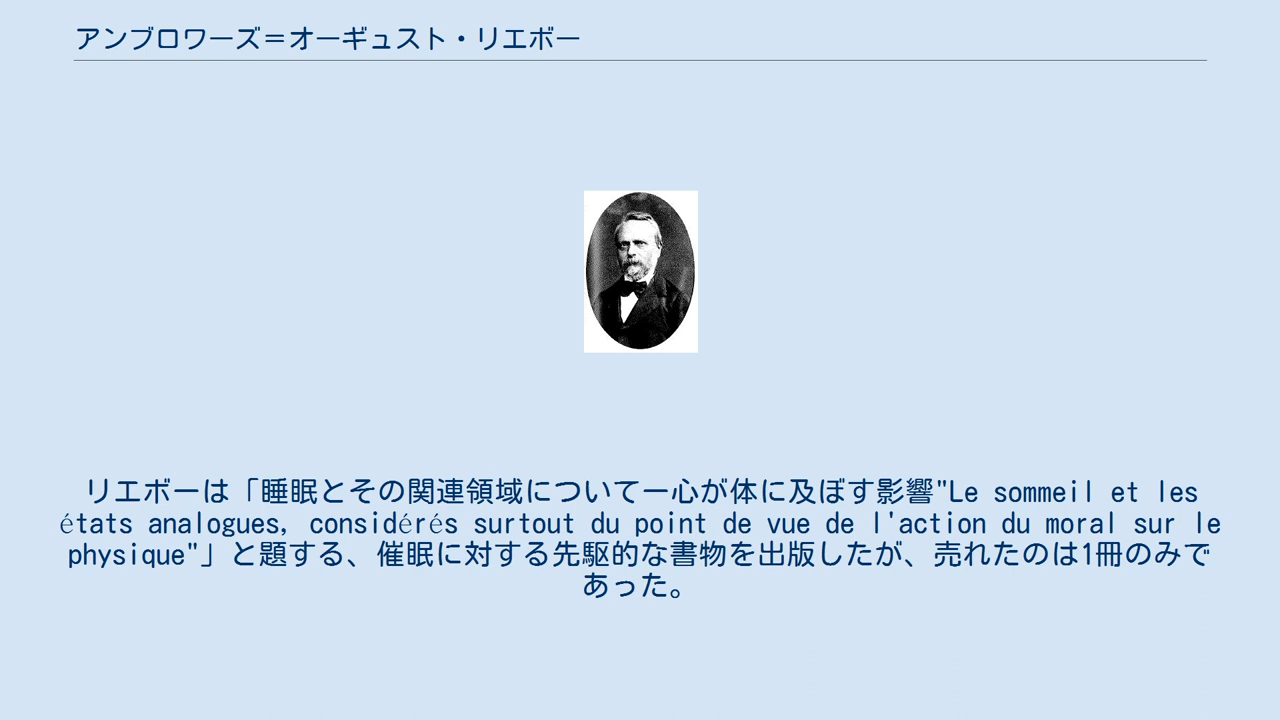 アンブロワーズ＝オーギュスト・リエボー
リエボーは「睡眠とその関連領域についてー心が体に及ぼす影響"Le sommeil et les
états analogues, considérés surtout du point de vue de l'action du moral sur le
physique"」と題する、催眠に対する先駆的な書物を出版したが、売れたのは1冊のみで
あった。